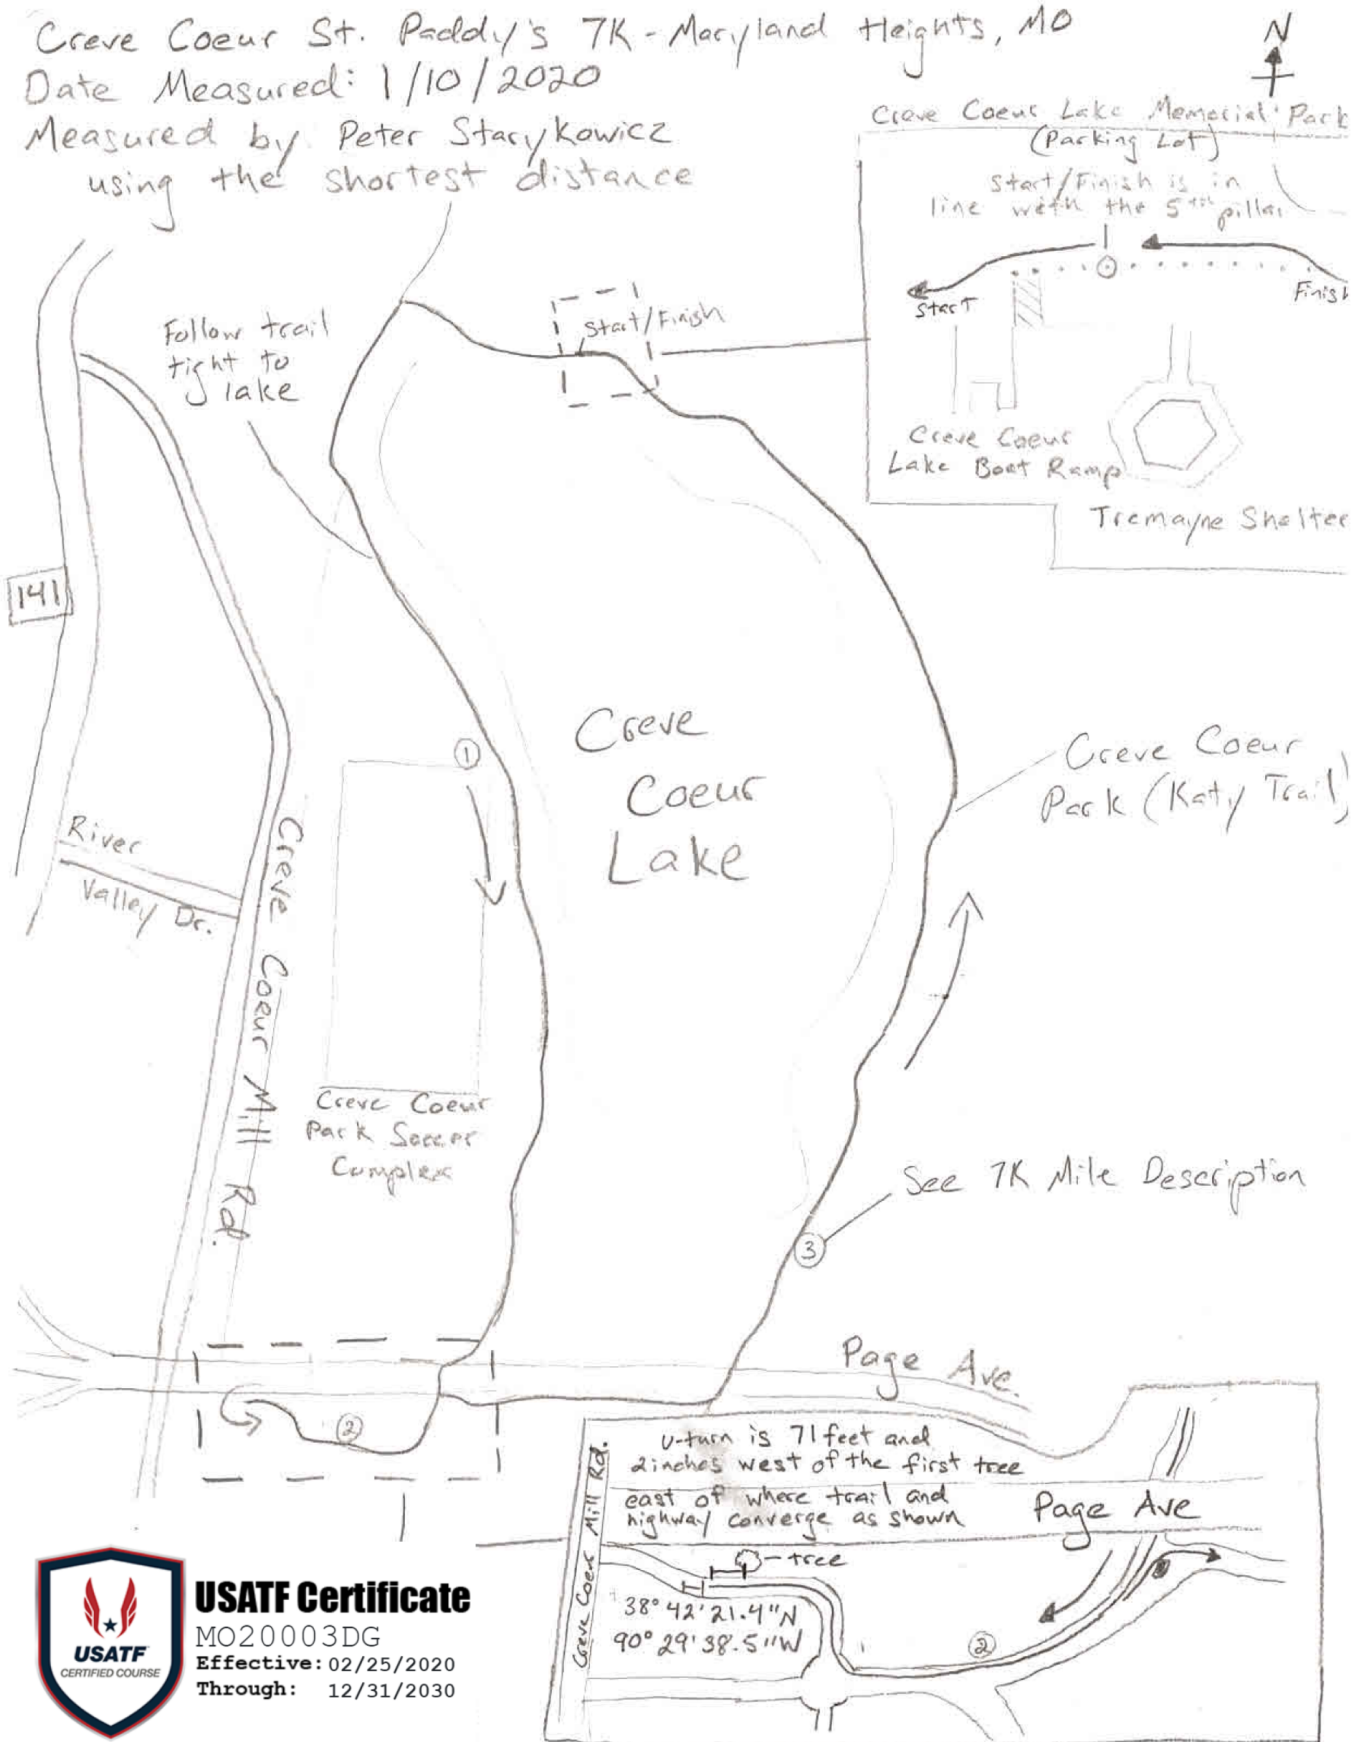 Creve Coeur St. Paddy's 7K - Maryland Heights, MO
Date Measured: 1/10/2020
Measured by Peter Starykowicz
using the shortest distance
N
Creve Coeur Lake Memorial Park
(Parking Lot)
Start/Finish is in
line with the 5th pillar
Start
Finish
Creve Coeur
Lake Boat Ramp
Tremayne Shelter
Follow trail
tight to
lake
Start/Finish
141
1
Creve
Coeur
Lake
Creve Coeur
Park (Katy Trail)
River
Valley Dr.
Creve Coeur Mill Rd.
Creve Coeur
Park Soccer
Complex
See 7K Mile Description
3
Page Ave.
2
U-turn is 71 feet and
2 inches west of the first tree
east of where trail and
highway converge as shown
Page Ave
Creve Coeur Mill Rd.
tree
38° 42' 21.4"N
90° 29' 38.5"W
2
USATF
CERTIFIED COURSE
USATF Certificate
MO20003DG
Effective: 02/25/2020
Through: 12/31/2030